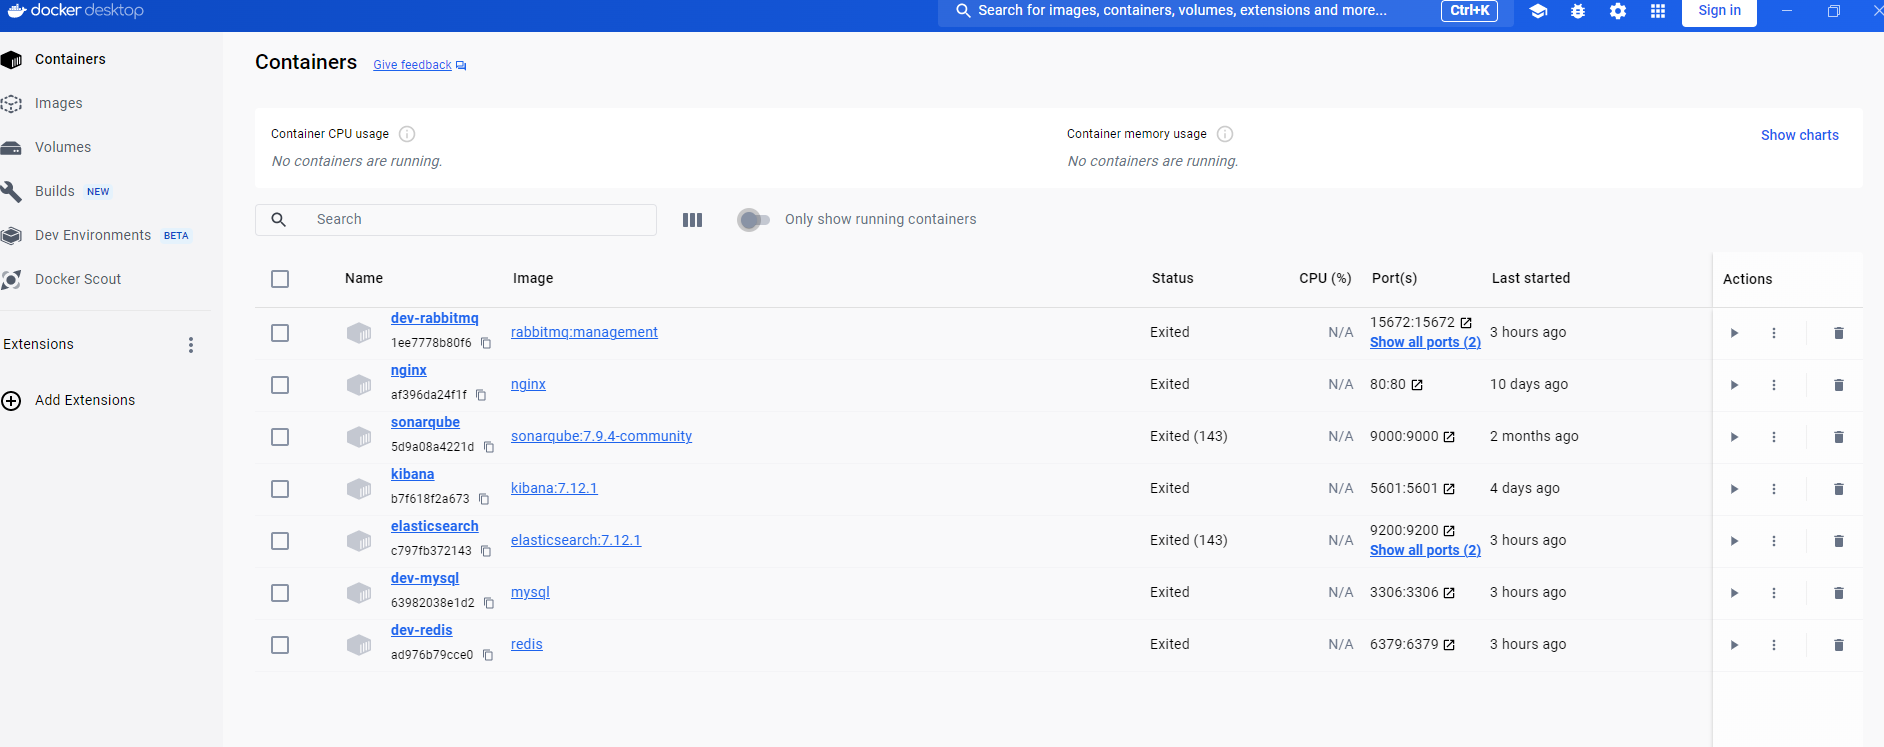 docker desktop
Search for images, containers, volumes, extensions and more... Ctrl+K Sign in
Containers
Images
Volumes
Builds NEW
Dev Environments BETA
Docker Scout
Extensions
Add Extensions
Containers Give feedback
Container CPU usage
No containers are running.
Container memory usage
No containers are running.
Show charts
Search Only show running containers
Name Image Status CPU (%) Port(s) Last started Actions
dev-rabbitmq
1ee7778b80f6
rabbitmq:management Exited N/A
15672:15672
Show all ports (2)
3 hours ago
nginx
af396da24f1f
nginx Exited N/A 80:80 10 days ago
sonarqube
5d9a08a4221d
sonarqube:7.9.4-community Exited (143) N/A 9000:9000 2 months ago
kibana
b7f618f2a673
kibana:7.12.1 Exited N/A 5601:5601 4 days ago
elasticsearch
c797fb372143
elasticsearch:7.12.1 Exited (143) N/A
9200:9200
Show all ports (2)
3 hours ago
dev-mysql
63982038e1d2
mysql Exited N/A 3306:3306 3 hours ago
dev-redis
ad976b79cce0
redis Exited N/A 6379:6379 3 hours ago